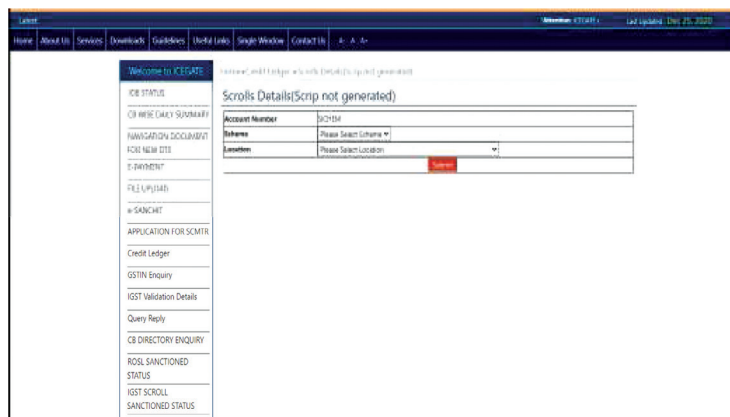 Latest
Attention ICEGATE
Last Updated: Dec 25, 2020
Home About Us Services Downloads Guidelines Useful Links Single Window Contact Us A- A A+
Welcome to ICEGATE
JOB STATUS
CB WISE DAILY SUMMARY
NAVIGATION DOCUMENT
FOR NEW
E-PAYMENT
FILE UPLOAD
e-SANCHIT
APPLICATION FOR SCMTR
Credit Ledger
GSTIN Enquiry
IGST Validation Details
Query Reply
CB DIRECTORY ENQUIRY
ROSL SANCTIONED
STATUS
IGST SCROLL
SANCTIONED STATUS
Scrolls Details(Scrip not generated)
Account Number
Scheme Please Select Scheme
Location Please Select Location
Submit